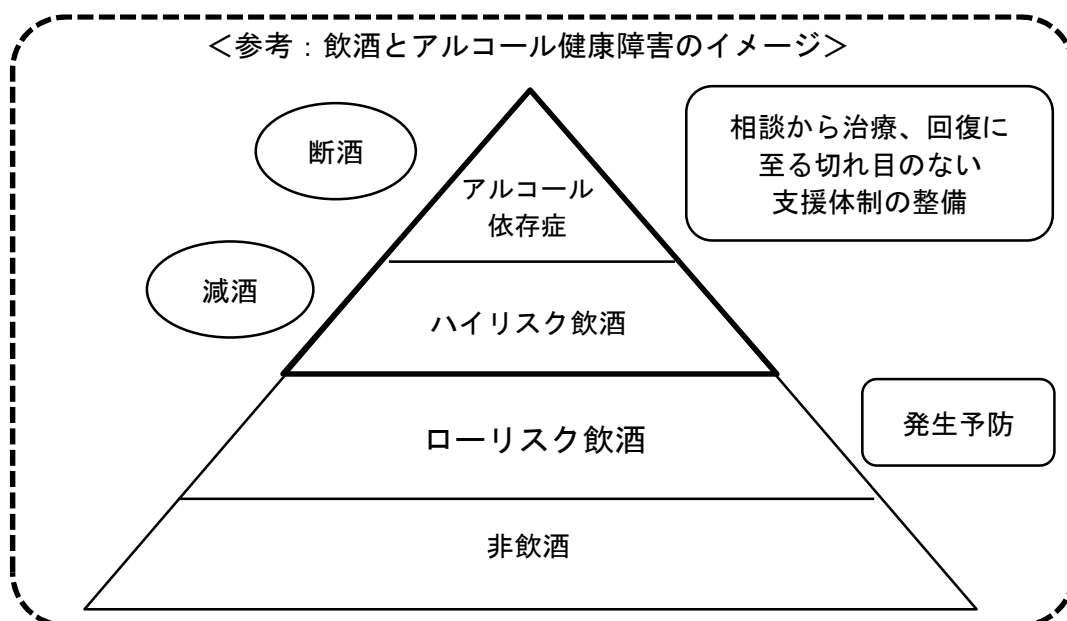 ＜参考：飲酒とアルコール健康障害のイメージ＞
断酒
相談から治療、回復に
至る切れ目のない
支援体制の整備
アルコール
依存症
減酒
ハイリスク飲酒
ローリスク飲酒
発生予防
非飲酒